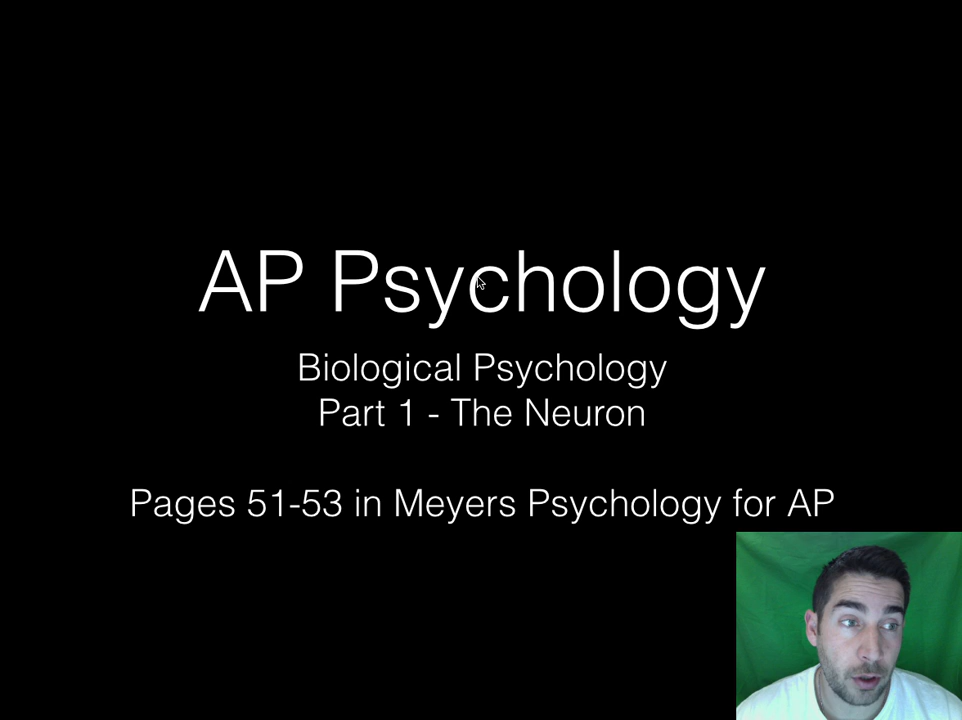 AP Psychology
Biological Psychology
Part 1 - The Neuron
Pages 51-53 in Meyers Psychology for AP